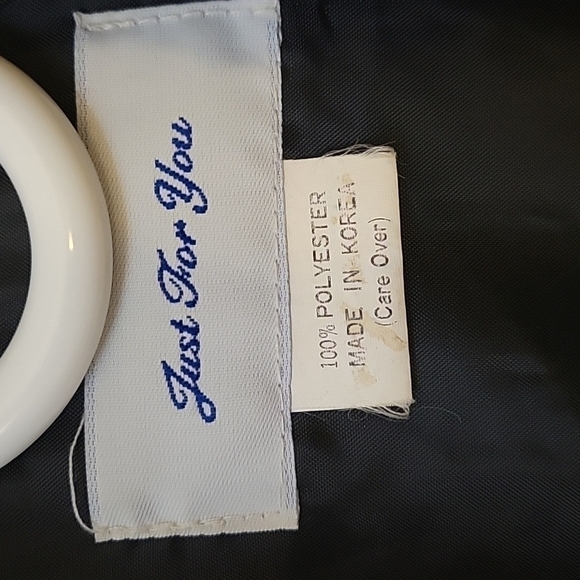 Just For You
100% POLYESTER
MADE IN KOREA
(Care Over)